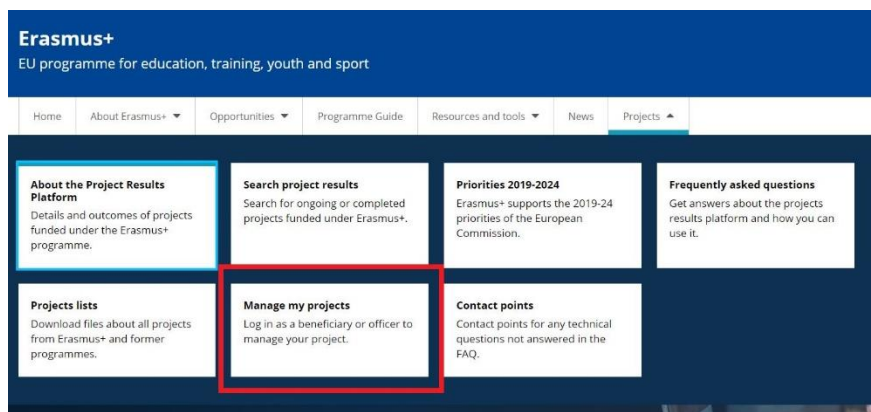 Erasmus+
EU programme for education, training, youth and sport
Home About Erasmus+ Opportunities Programme Guide Resources and tools News Projects
About the Project Results
Platform
Details and outcomes of projects
funded under the Erasmus+
programme.
Search project results
Search for ongoing or completed
projects funded under Erasmus+.
Priorities 2019-2024
Erasmus+ supports the 2019-24
priorities of the European
Commission.
Frequently asked questions
Get answers about the projects
results platform and how you can
use it.
Projects lists
Download files about all projects
from Erasmus+ and former
programmes.
Manage my projects
Log in as a beneficiary or officer to
manage your project.
Contact points
Contact points for any technical
questions not answered in the
FAQ.